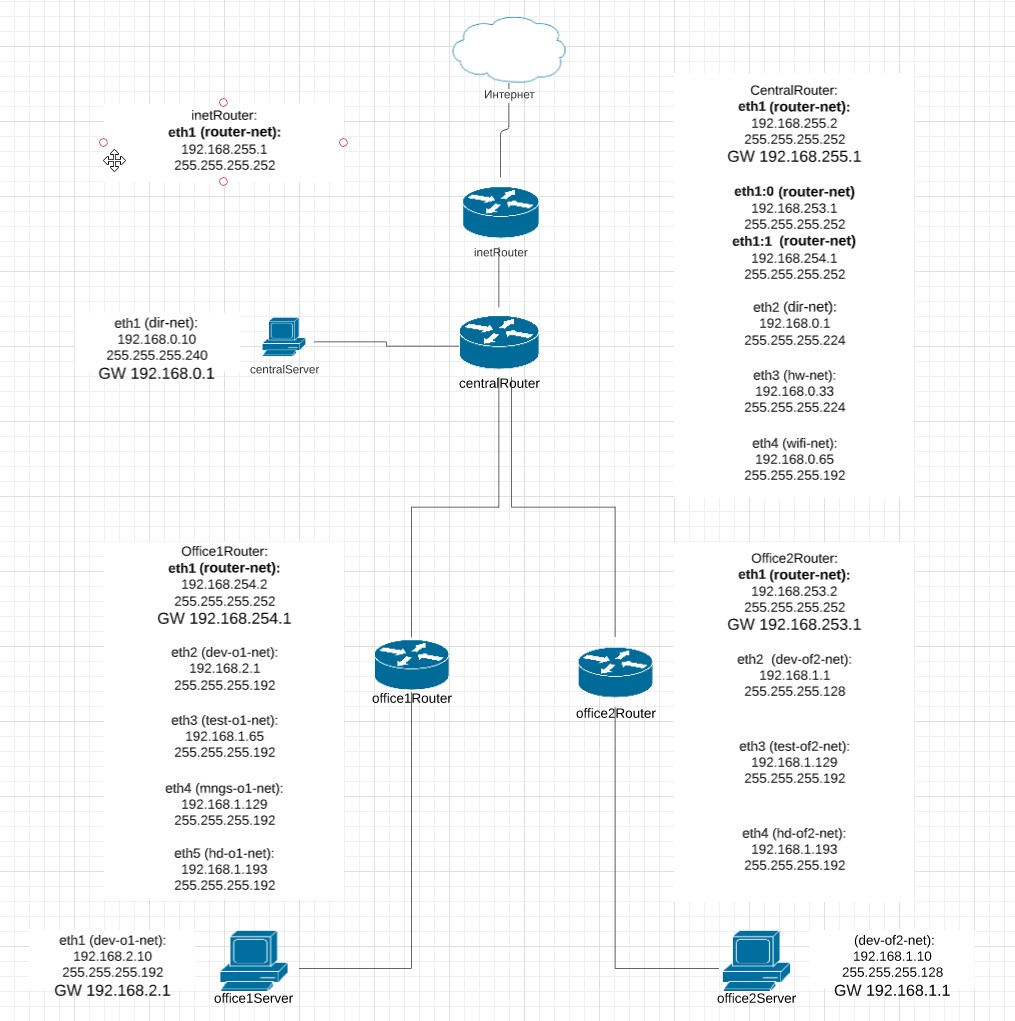 Интернет
inetRouter:
eth1 (router-net):
192.168.255.1
255.255.255.252
CentralRouter:
eth1 (router-net):
192.168.255.2
255.255.255.252
GW 192.168.255.1
eth1:0 (router-net)
192.168.253.1
255.255.255.252
eth1:1 (router-net)
192.168.254.1
255.255.255.252
eth2 (dir-net):
192.168.0.1
255.255.255.224
eth3 (hw-net):
192.168.0.33
255.255.255.224
eth4 (wifi-net):
192.168.0.65
255.255.255.192
inetRouter
eth1 (dir-net):
192.168.0.10
255.255.255.240
GW 192.168.0.1
centralServer
centralRouter
Office1Router:
eth1 (router-net):
192.168.254.2
255.255.255.252
GW 192.168.254.1
eth2 (dev-o1-net):
192.168.2.1
255.255.255.192
eth3 (test-o1-net):
192.168.1.65
255.255.255.192
eth4 (mngs-o1-net):
192.168.1.129
255.255.255.192
eth5 (hd-o1-net):
192.168.1.193
255.255.255.192
office1Router
office2Router
Office2Router:
eth1 (router-net):
192.168.253.2
255.255.255.252
GW 192.168.253.1
eth2 (dev-of2-net):
192.168.1.1
255.255.255.128
eth3 (test-of2-net):
192.168.1.129
255.255.255.192
eth4 (hd-of2-net):
192.168.1.193
255.255.255.192
eth1 (dev-o1-net):
192.168.2.10
255.255.255.192
GW 192.168.2.1
office1Server
office2Server
(dev-of2-net):
192.168.1.10
255.255.255.128
GW 192.168.1.1